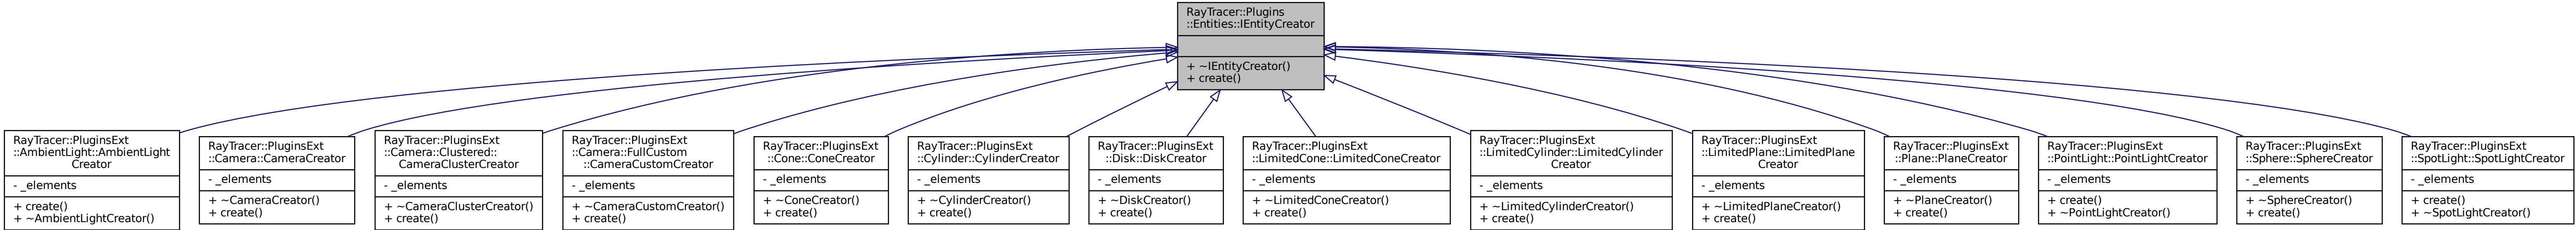 RayTracer::Plugins
::Entities::IEntityCreator
+ ~IEntityCreator()
+ create()
RayTracer::PluginsExt
::AmbientLight::AmbientLight
Creator
- _elements
+ create()
+ ~AmbientLightCreator()
RayTracer::PluginsExt
::Camera::CameraCreator
- _elements
+ ~CameraCreator()
+ create()
RayTracer::PluginsExt
::Camera::Clustered::
CameraClusterCreator
- _elements
+ ~CameraClusterCreator()
+ create()
RayTracer::PluginsExt
::Camera::FullCustom
::CameraCustomCreator
- _elements
+ ~CameraCustomCreator()
+ create()
RayTracer::PluginsExt
::Cone::ConeCreator
- _elements
+ ~ConeCreator()
+ create()
RayTracer::PluginsExt
::Cylinder::CylinderCreator
- _elements
+ ~CylinderCreator()
+ create()
RayTracer::PluginsExt
::Disk::DiskCreator
- _elements
+ ~DiskCreator()
+ create()
RayTracer::PluginsExt
::LimitedCone::LimitedConeCreator
- _elements
+ ~LimitedConeCreator()
+ create()
RayTracer::PluginsExt
::LimitedCylinder::LimitedCylinder
Creator
- _elements
+ ~LimitedCylinderCreator()
+ create()
RayTracer::PluginsExt
::LimitedPlane::LimitedPlane
Creator
- _elements
+ ~LimitedPlaneCreator()
+ create()
RayTracer::PluginsExt
::Plane::PlaneCreator
- _elements
+ ~PlaneCreator()
+ create()
RayTracer::PluginsExt
::PointLight::PointLightCreator
- _elements
+ create()
+ ~PointLightCreator()
RayTracer::PluginsExt
::Sphere::SphereCreator
- _elements
+ ~SphereCreator()
+ create()
RayTracer::PluginsExt
::SpotLight::SpotLightCreator
- _elements
+ create()
+ ~SpotLightCreator()